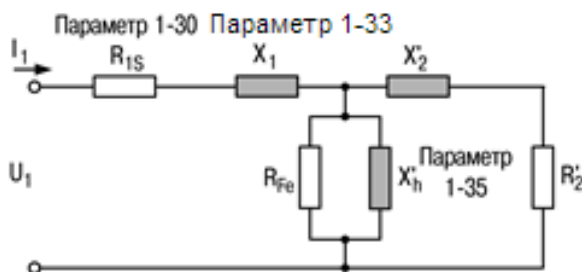 Параметр 1-30 Параметр 1-33
I1
R1S
X1
X'2
U1
RFe
X'h
Параметр
1-35
R'2